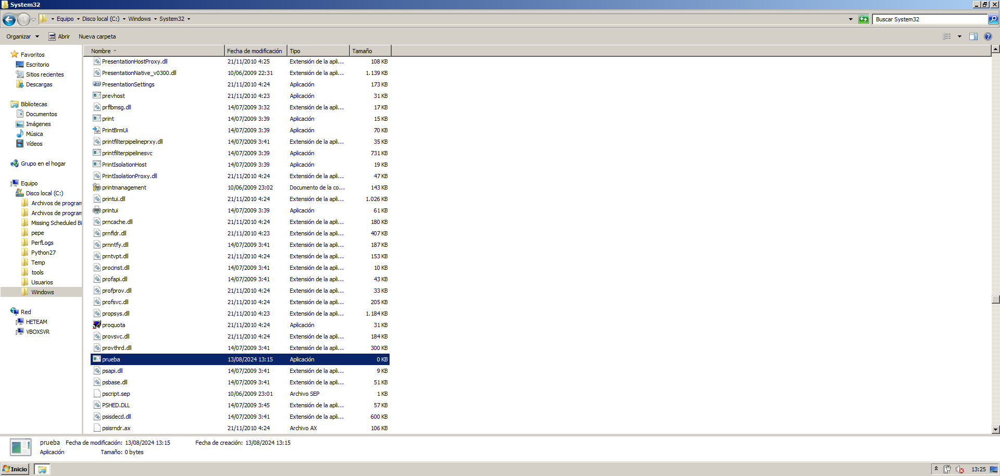 System32
Equipo Disco local (C:) Windows System32
Buscar System32
Organizar Abrir Nueva carpeta
Favoritos
Escritorio
Sitios recientes
Descargas
Bibliotecas
Documentos
Imágenes
Música
Vídeos
Grupo en el hogar
Equipo
Disco local (C:)
Archivos de program
Archivos de program
Missing Scheduled Bi
pepe
PerfLogs
Python27
Temp
tools
Usuarios
Windows
Red
HETEAM
VBOXSVR
Nombre Fecha de modificación Tipo Tamaño
PresentationHostProxy.dll 21/11/2010 4:25 Extensión de la apli... 108 KB
PresentationNative_v0300.dll 10/06/2009 22:31 Extensión de la apli... 1.139 KB
PresentationSettings 21/11/2010 4:24 Aplicación 173 KB
prevhost 21/11/2010 4:23 Aplicación 31 KB
prflbmsg.dll 14/07/2009 3:32 Extensión de la apli... 17 KB
print 14/07/2009 3:39 Aplicación 15 KB
PrintBrmUi 14/07/2009 3:39 Aplicación 70 KB
printfilterpipelineprxy.dll 14/07/2009 3:41 Extensión de la apli... 35 KB
printfilterpipelinesvc 14/07/2009 3:39 Aplicación 731 KB
PrintIsolationHost 14/07/2009 3:39 Aplicación 19 KB
PrintIsolationProxy.dll 21/11/2010 4:24 Extensión de la apli... 47 KB
printmanagement 10/06/2009 23:02 Documento de la co... 143 KB
printui.dll 21/11/2010 4:24 Extensión de la apli... 1.026 KB
printui 14/07/2009 3:39 Aplicación 61 KB
prncache.dll 21/11/2010 4:24 Extensión de la apli... 180 KB
prnfldr.dll 21/11/2010 4:23 Extensión de la apli... 407 KB
prnntfy.dll 14/07/2009 3:41 Extensión de la apli... 187 KB
prntvpt.dll 21/11/2010 4:24 Extensión de la apli... 153 KB
procinst.dll 14/07/2009 3:41 Extensión de la apli... 10 KB
profapi.dll 14/07/2009 3:41 Extensión de la apli... 43 KB
profprov.dll 21/11/2010 4:24 Extensión de la apli... 33 KB
profsvc.dll 21/11/2010 4:24 Extensión de la apli... 205 KB
propsys.dll 21/11/2010 4:23 Extensión de la apli... 1.184 KB
proquota 21/11/2010 4:24 Aplicación 31 KB
provsvc.dll 21/11/2010 4:24 Extensión de la apli... 184 KB
provthrd.dll 14/07/2009 3:41 Extensión de la apli... 300 KB
prueba 13/08/2024 13:15 Aplicación 0 KB
psapi.dll 14/07/2009 3:41 Extensión de la apli... 9 KB
psbase.dll 14/07/2009 3:41 Extensión de la apli... 51 KB
pscript.sep 10/06/2009 23:01 Archivo SEP 1 KB
PSHED.DLL 14/07/2009 3:45 Extensión de la apli... 57 KB
psisdecd.dll 14/07/2009 3:41 Extensión de la apli... 600 KB
psisrndr.ax 21/11/2010 4:24 Archivo AX 106 KB
prueba Fecha de modificación: 13/08/2024 13:15 Fecha de creación: 13/08/2024 13:15
Aplicación Tamaño: 0 bytes
Inicio
13:25